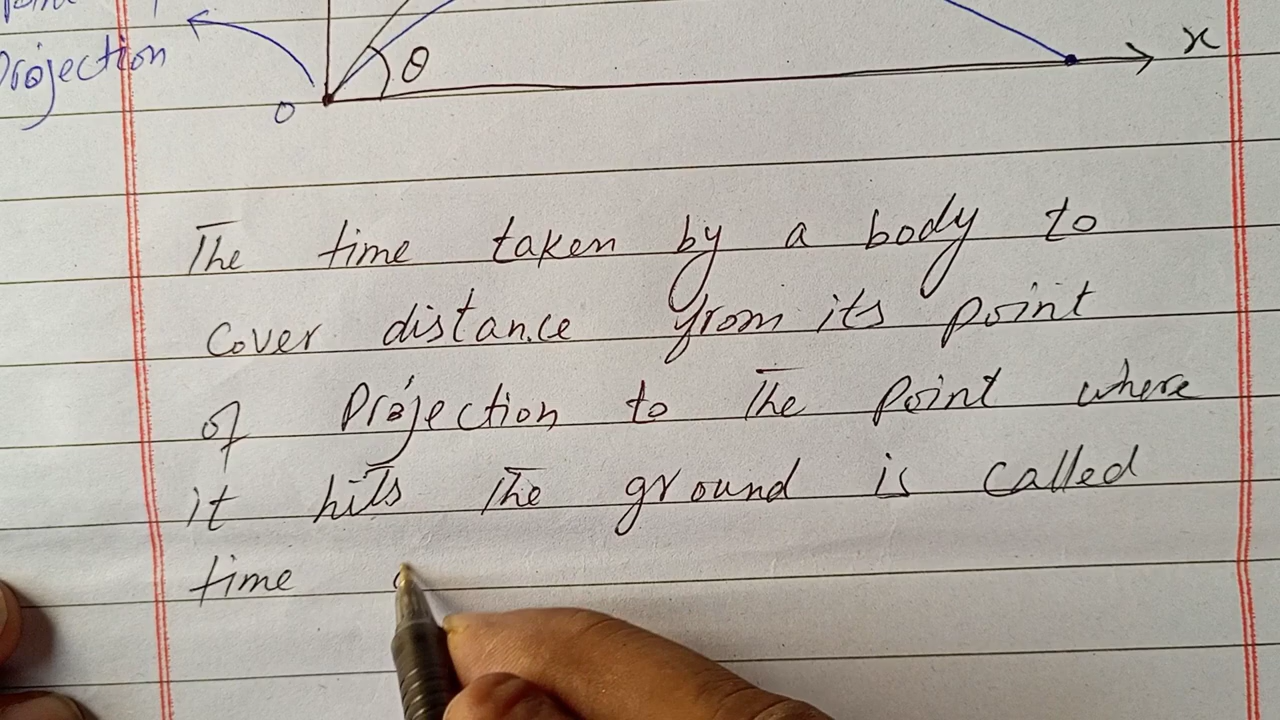 Projection
θ
x
O
The time taken by a body to
cover distance from its point
of Projection to The Point where
it hits The ground is called
time